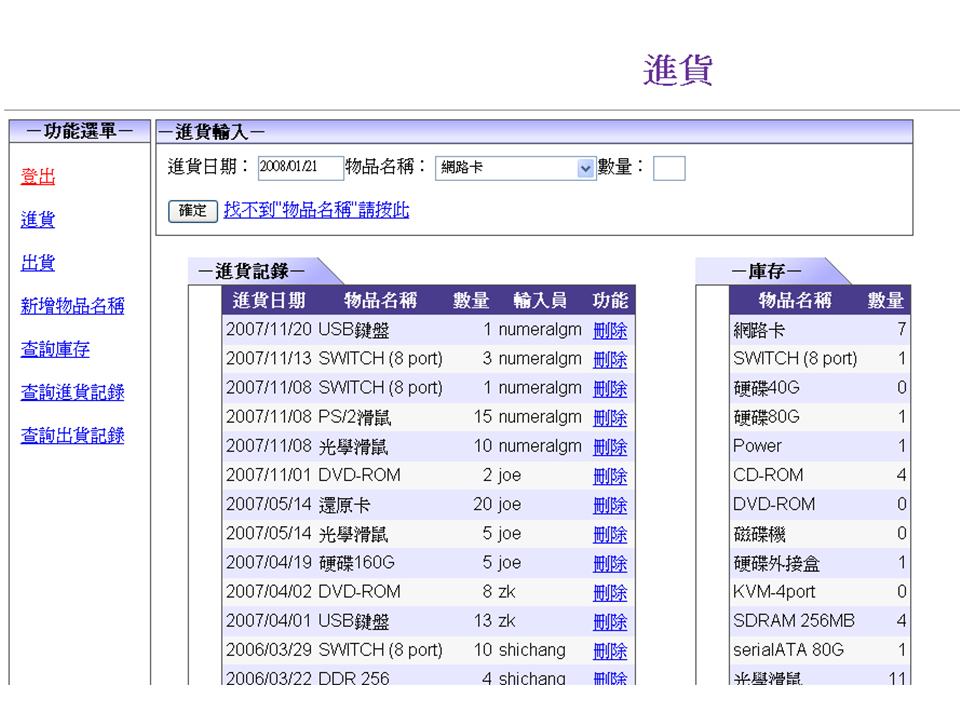 進貨
－功能選單－
登出
進貨
出貨
新增物品名稱
查詢庫存
查詢進貨記錄
查詢出貨記錄
－進貨輸入－
進貨日期： 2008/01/21 物品名稱： 網路卡 數量：
確定 找不到"物品名稱"請按此
－進貨記錄－
進貨日期 物品名稱 數量 輸入員 功能
2007/11/20 USB鍵盤 1 numeralgm 刪除
2007/11/13 SWITCH (8 port) 3 numeralgm 刪除
2007/11/08 SWITCH (8 port) 1 numeralgm 刪除
2007/11/08 PS/2滑鼠 15 numeralgm 刪除
2007/11/08 光學滑鼠 10 numeralgm 刪除
2007/11/01 DVD-ROM 2 joe 刪除
2007/05/14 還原卡 20 joe 刪除
2007/05/14 光學滑鼠 5 joe 刪除
2007/04/19 硬碟160G 5 joe 刪除
2007/04/02 DVD-ROM 8 zk 刪除
2007/04/01 USB鍵盤 13 zk 刪除
2006/03/29 SWITCH (8 port) 10 shichang 刪除
2006/03/22 DDR 256 4 shichang 刪除
－庫存－
物品名稱 數量
網路卡 7
SWITCH (8 port) 1
硬碟40G 0
硬碟80G 1
Power 1
CD-ROM 4
DVD-ROM 0
磁碟機 0
硬碟外接盒 1
KVM-4port 0
SDRAM 256MB 4
serialATA 80G 1
光學滑鼠 11